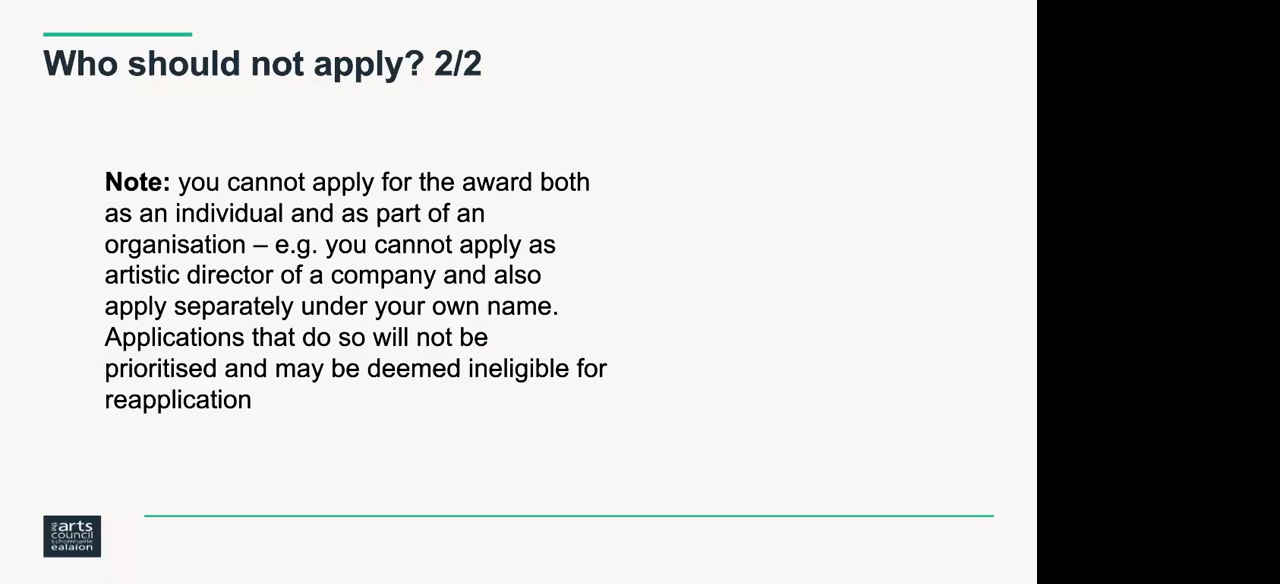 Who should not apply? 2/2
Note: you cannot apply for the award both
as an individual and as part of an
organisation – e.g. you cannot apply as
artistic director of a company and also
apply separately under your own name.
Applications that do so will not be
prioritised and may be deemed ineligible for
reapplication
the arts
council
chomhairle
ealaíon